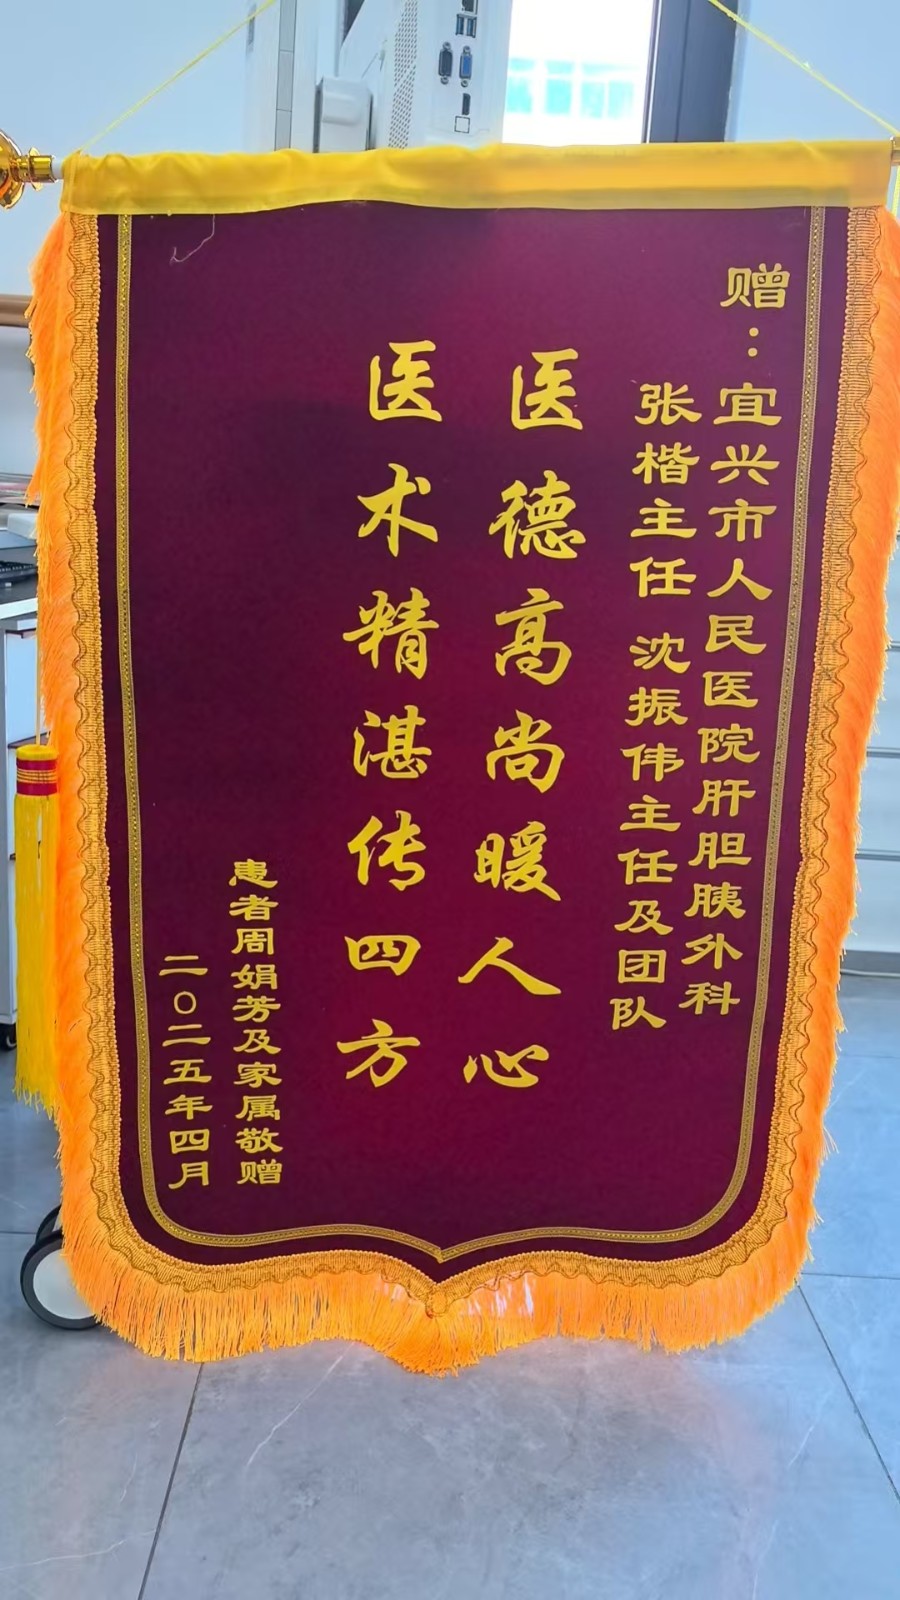 赠：宜兴市人民医院肝胆胰外科
张楷主任 沈振伟主任及团队
医德高尚暖人心
医术精湛传四方
患者周娟芳及家属敬赠
二○二五年四月